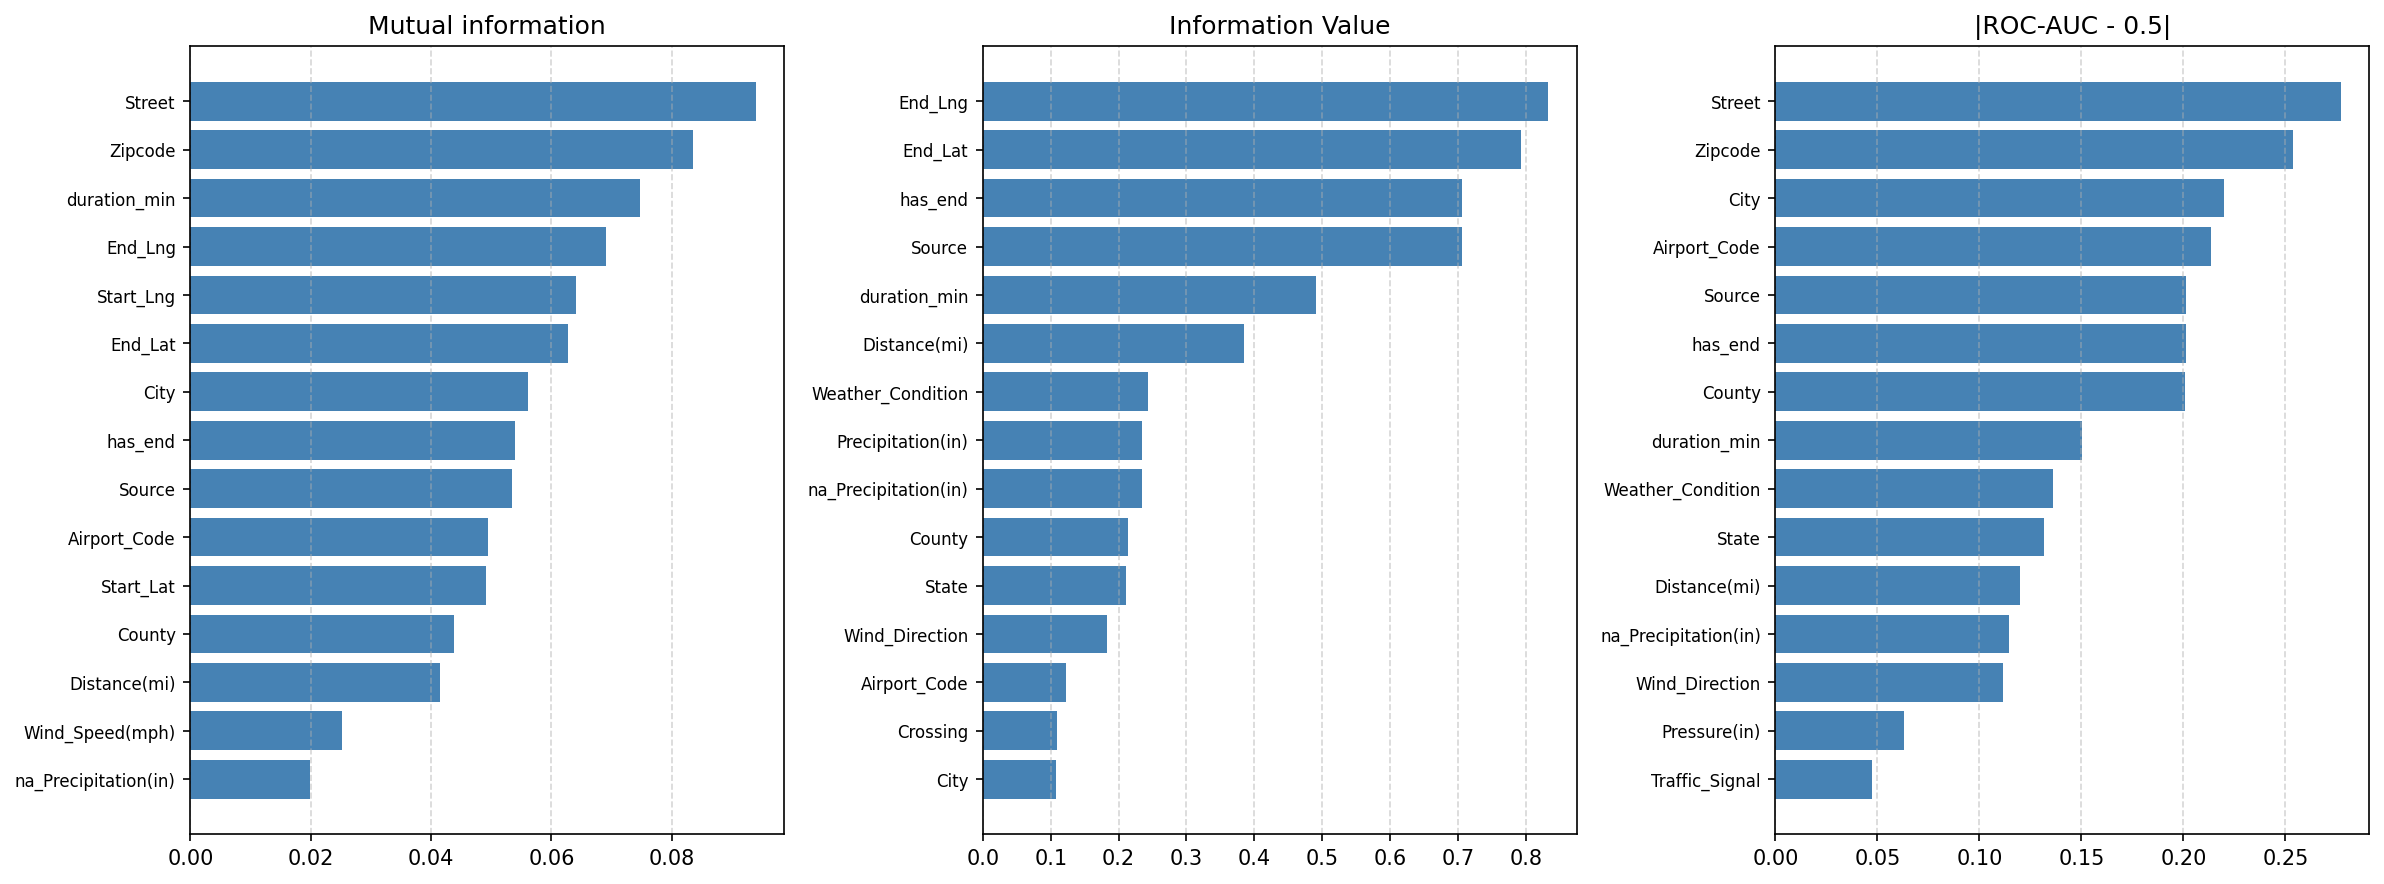 Mutual information
Street
Zipcode
duration_min
End_Lng
Start_Lng
End_Lat
City
has_end
Source
Airport_Code
Start_Lat
County
Distance(mi)
Wind_Speed(mph)
na_Precipitation(in)
0.00 0.02 0.04 0.06 0.08
Information Value
End_Lng
End_Lat
has_end
Source
duration_min
Distance(mi)
Weather_Condition
Precipitation(in)
na_Precipitation(in)
County
State
Wind_Direction
Airport_Code
Crossing
City
0.0 0.1 0.2 0.3 0.4 0.5 0.6 0.7 0.8
|ROC-AUC - 0.5|
Street
Zipcode
City
Airport_Code
Source
has_end
County
duration_min
Weather_Condition
State
Distance(mi)
na_Precipitation(in)
Wind_Direction
Pressure(in)
Traffic_Signal
0.00 0.05 0.10 0.15 0.20 0.25